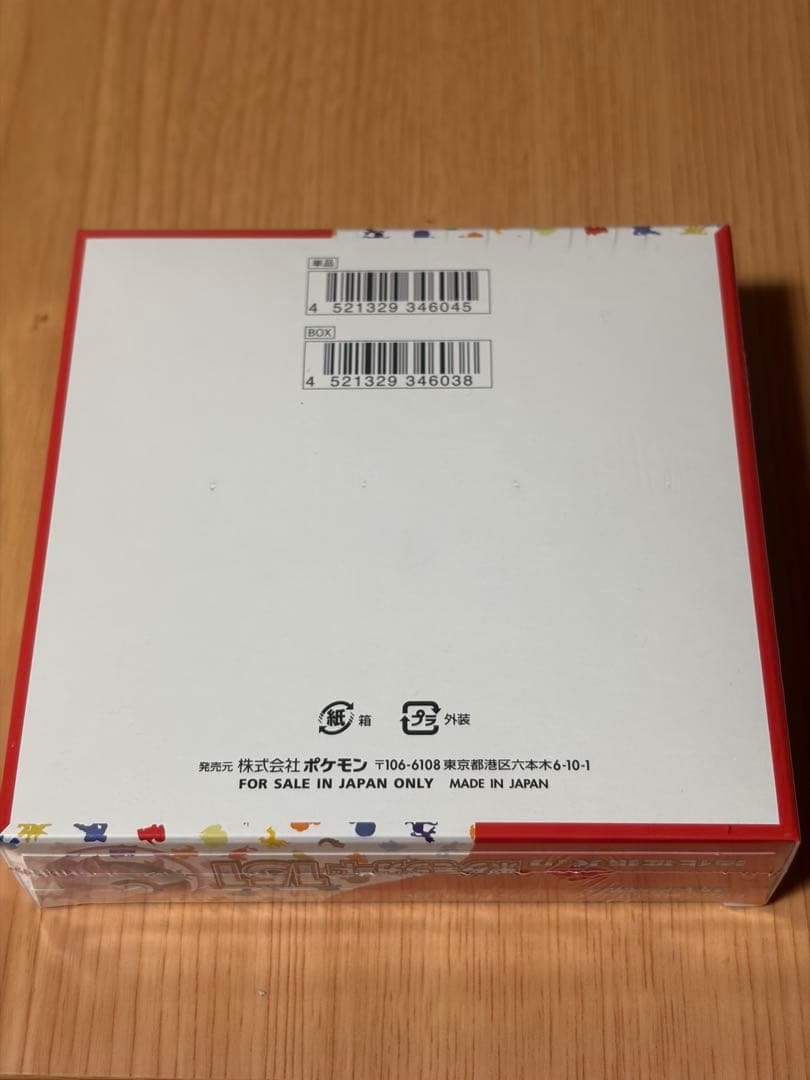 単品
4 521329 346045
BOX
4 521329 346038
紙 箱 プラ 外装
発売元 株式会社 ポケモン 〒106-6108 東京都港区六本木6-10-1
FOR SALE IN JAPAN ONLY MADE IN JAPAN